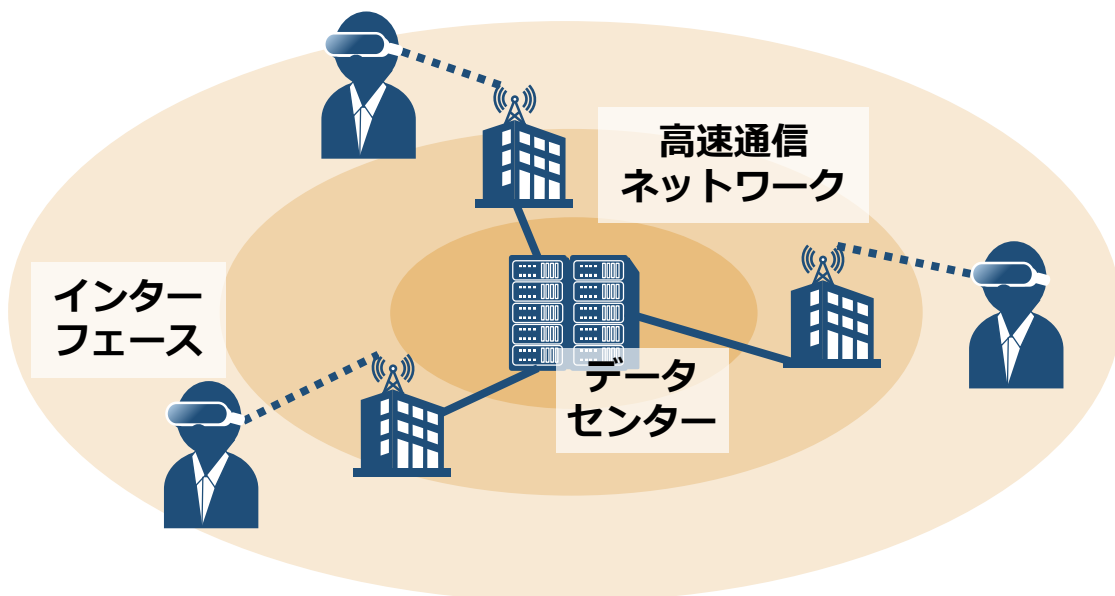 高速通信
ネットワーク
インター
フェース
データ
センター